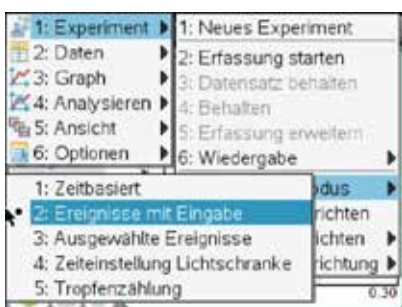 1: Experiment
2: Daten
3: Graph
4: Analysieren
5: Ansicht
6: Optionen
1: Neues Experiment
2: Erfassung starten
3: Datensatz behalten
4: Behalten
5: Erfassung erweitern
6: Wiedergabe
odus
richten
ichten
richtung
1: Zeitbasiert
2: Ereignisse mit Eingabe
3: Ausgewählte Ereignisse
4: Zeiteinstellung Lichtschranke
5: Tropfenzählung
0.30